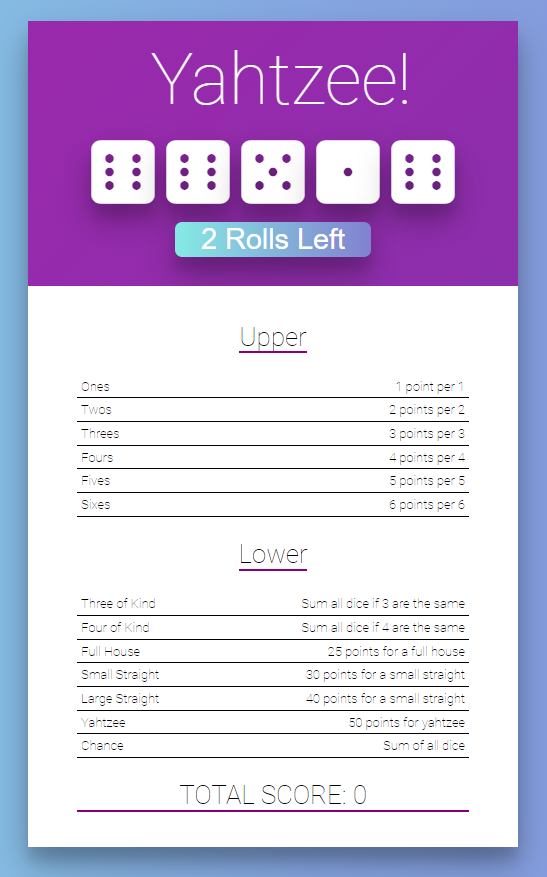 Yahtzee!
2 Rolls Left
Upper
Ones 1 point per 1
Twos 2 points per 2
Threes 3 points per 3
Fours 4 points per 4
Fives 5 points per 5
Sixes 6 points per 6
Lower
Three of Kind Sum all dice if 3 are the same
Four of Kind Sum all dice if 4 are the same
Full House 25 points for a full house
Small Straight 30 points for a small straight
Large Straight 40 points for a small straight
Yahtzee 50 points for yahtzee
Chance Sum of all dice
TOTAL SCORE: 0